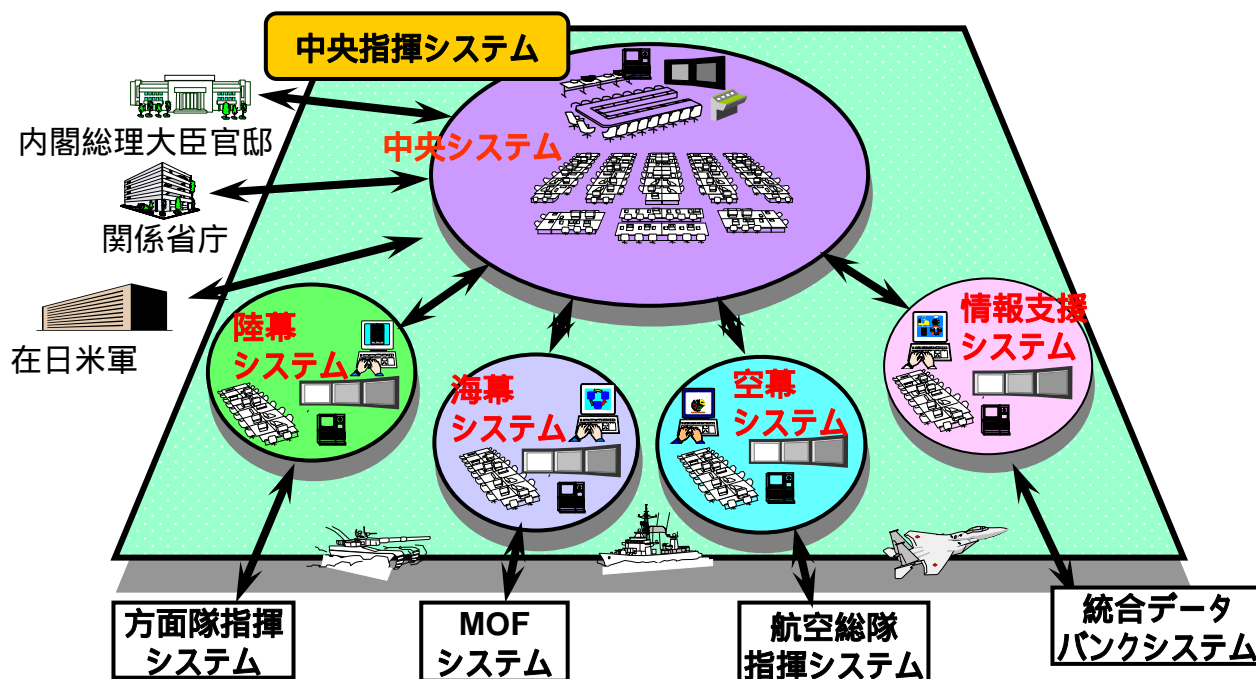 中央指揮システム
内閣総理大臣官邸
中央システム
関係省庁
在日米軍
陸幕
システム
海幕
システム
空幕
システム
情報支援
システム
方面隊指揮
システム
MOF
システム
航空総隊
指揮システム
統合データ
バンクシステム